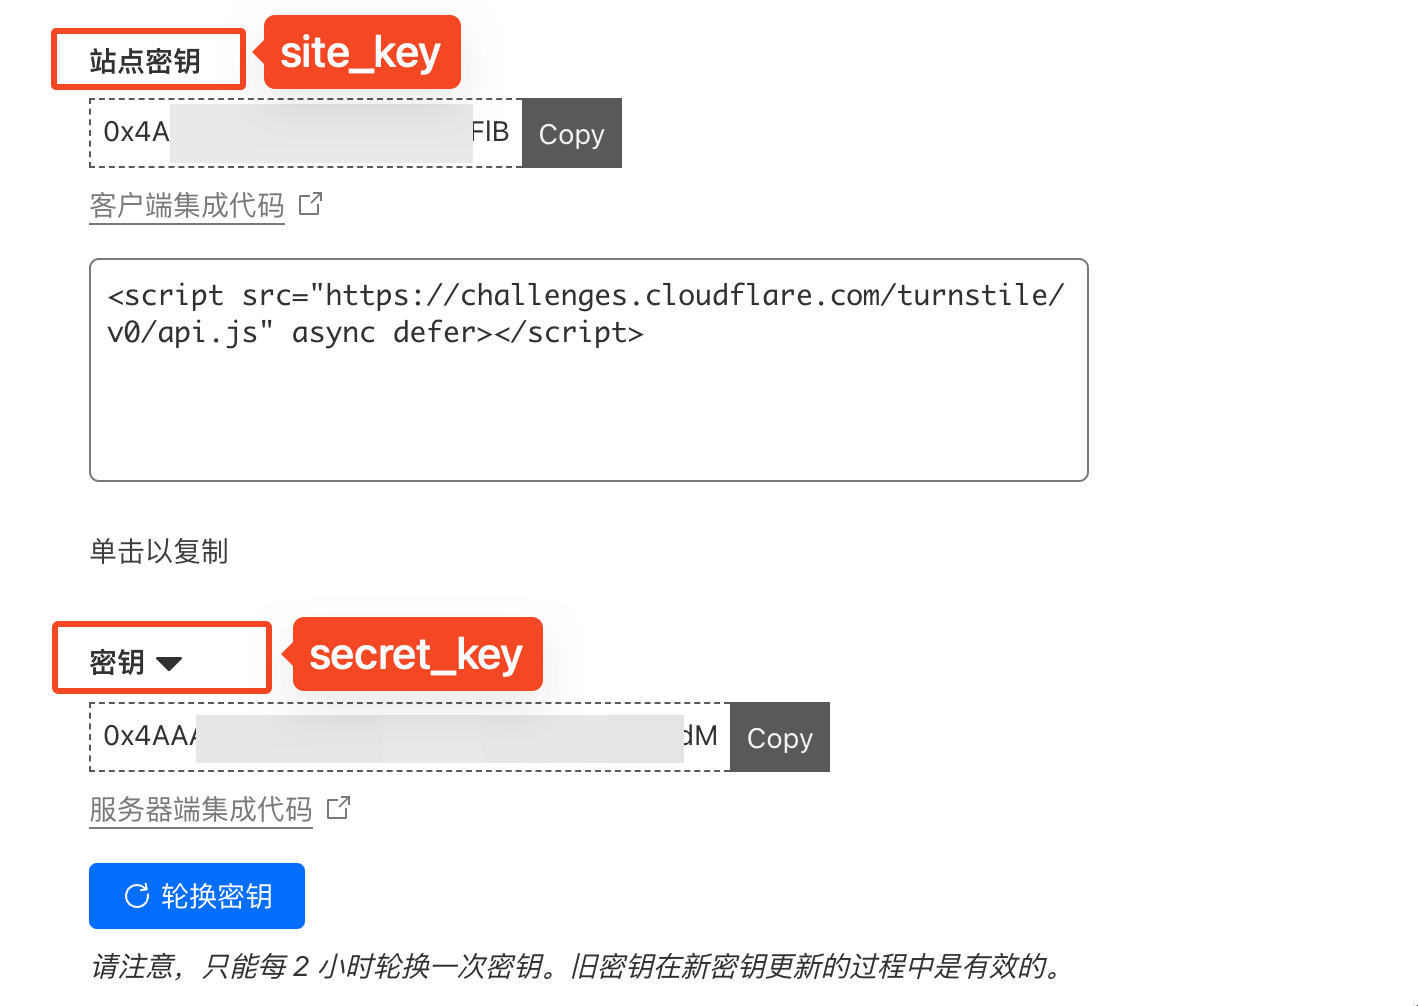 站点密钥
site_key
0x4A
FlB
Copy
客户端集成代码
<script src="https://challenges.cloudflare.com/turnstile/
v0/api.js" async defer></script>
单击以复制
密钥
secret_key
0x4AAA
dM
Copy
服务器端集成代码
轮换密钥
请注意，只能每 2 小时轮换一次密钥。旧密钥在新密钥更新的过程中是有效的。